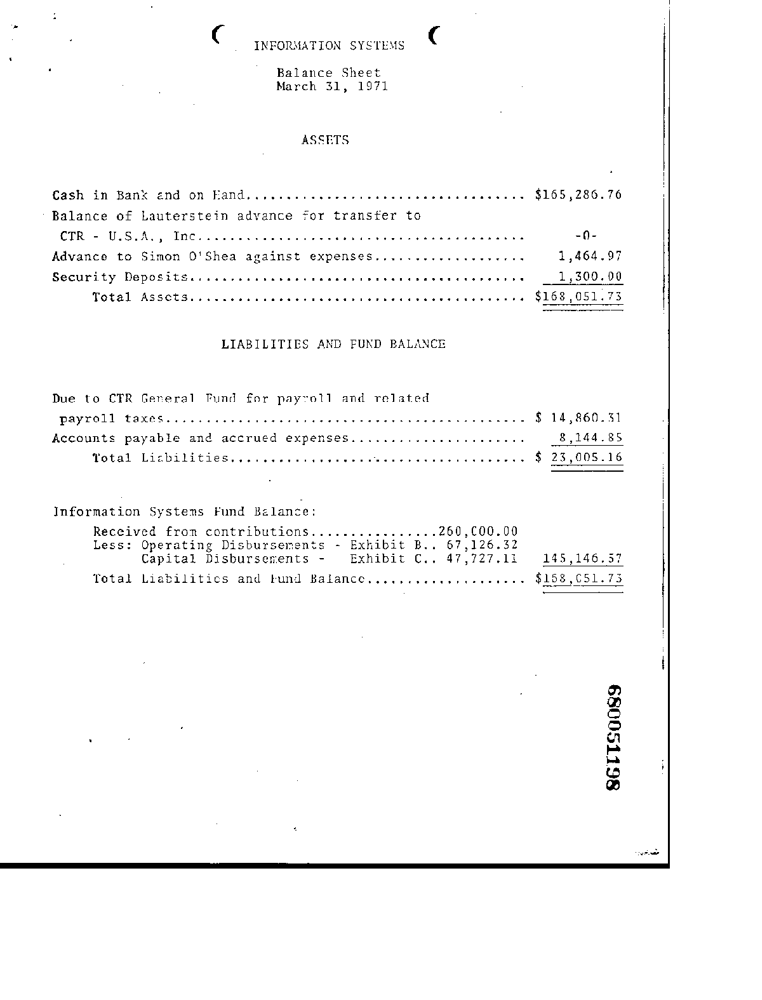 INFORMATION SYSTEMS
Balance Sheet
March 31, 1971
ASSETS
Cash in Bank and on Hand................................... $165,286.76
Balance of Lauterstein advance for transfer to
CTR - U.S.A., Inc......................................... -0-
Advance to Simon O'Shea against expenses................... 1,464.97
Security Deposits.......................................... 1,300.00
Total Assets.......................................... $168,051.73
LIABILITIES AND FUND BALANCE
Due to CTR General Fund for payroll and related
payroll taxes............................................. $ 14,860.31
Accounts payable and accrued expenses...................... 8,144.85
Total Liabilities..................................... $ 23,005.16
Information Systems Fund Balance:
Received from contributions................260,000.00
Less: Operating Disbursements - Exhibit B.. 67,126.32
Capital Disbursements - Exhibit C.. 47,727.11 145,146.57
Total Liabilities and Fund Balance.................... $168,051.73
680051198